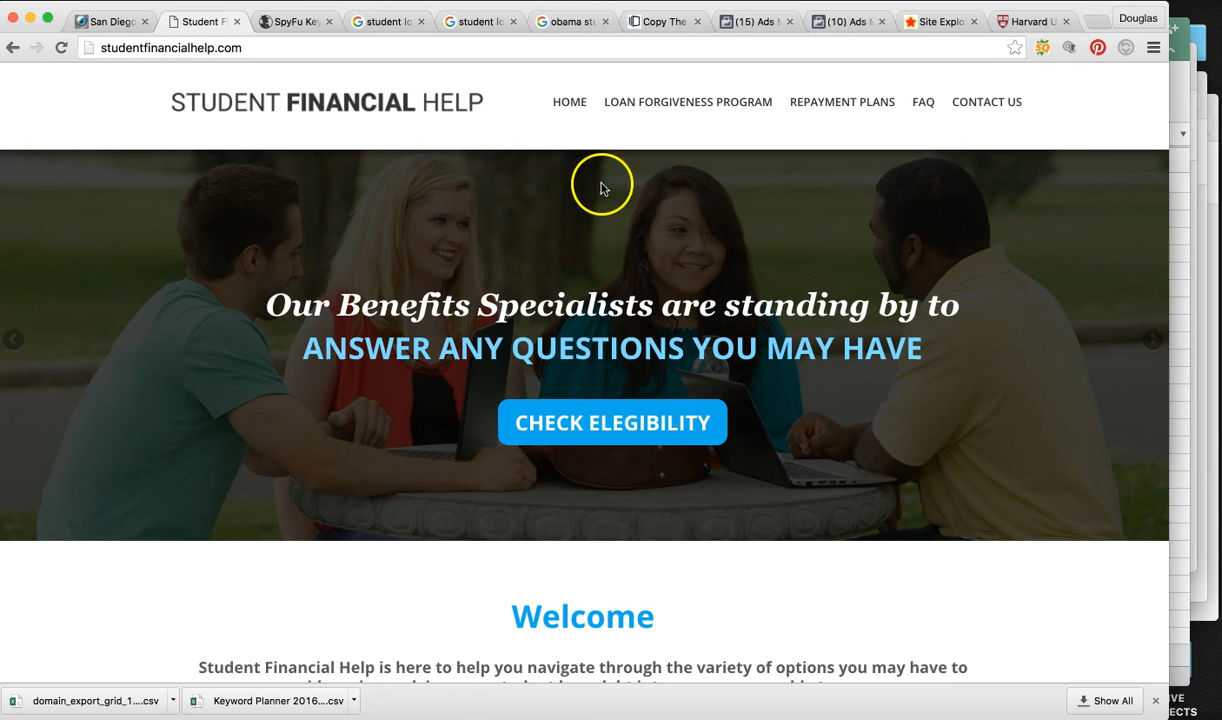 San Diego
Student F
SpyFu Ke
student lo
student lo
obama stu
Copy The
(15) Ads
(10) Ads
Site Explo
Harvard U
Douglas
studentfinancialhelp.com
STUDENT FINANCIAL HELP
HOME
LOAN FORGIVENESS PROGRAM
REPAYMENT PLANS
FAQ
CONTACT US
Our Benefits Specialists are standing by to
ANSWER ANY QUESTIONS YOU MAY HAVE
CHECK ELEGIBILITY
Welcome
Student Financial Help is here to help you navigate through the variety of options you may have to
domain_export_grid_1....csv
Keyword Planner 2016....csv
Show All
IVE
ECTS